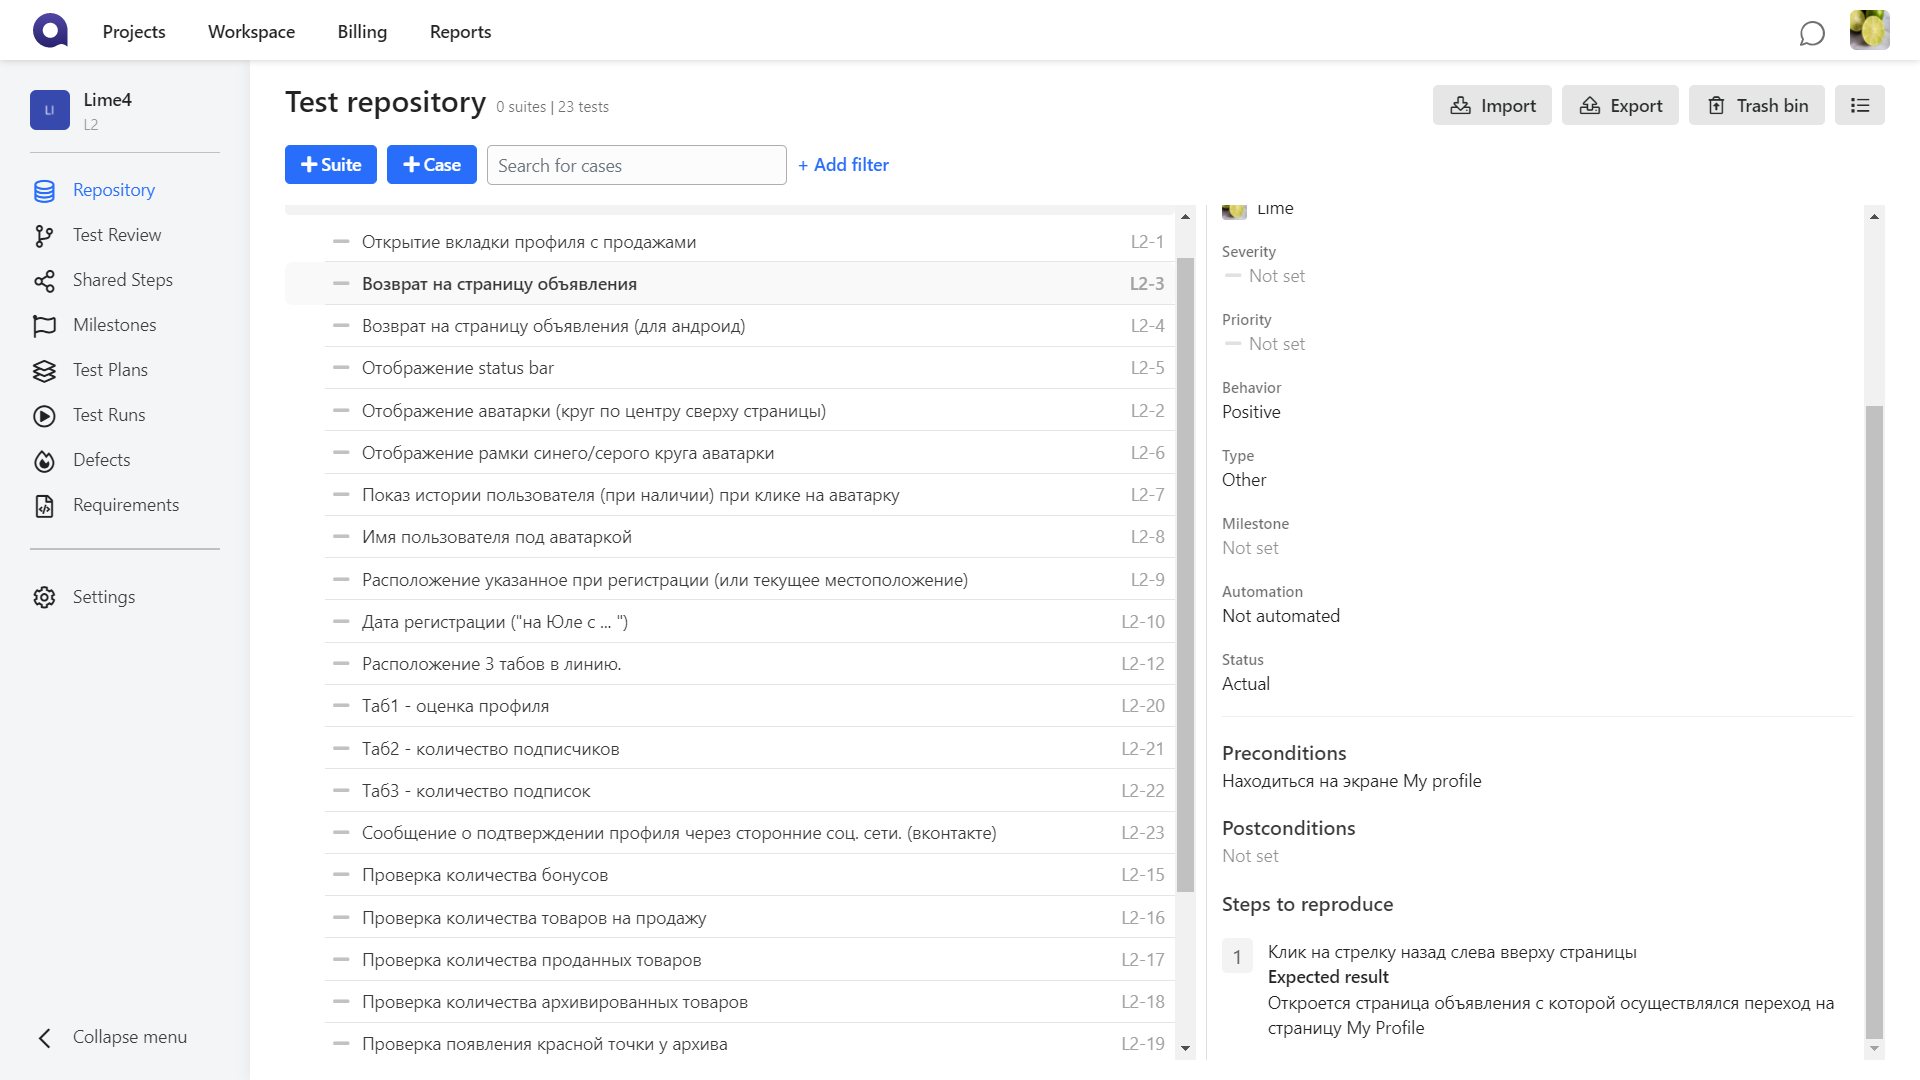 Projects
Workspace
Billing
Reports
LI
Lime4
L2
Repository
Test Review
Shared Steps
Milestones
Test Plans
Test Runs
Defects
Requirements
Settings
Collapse menu
Test repository 0 suites | 23 tests
Import
Export
Trash bin
+ Suite
+ Case
Search for cases
+ Add filter
Открытие вкладки профиля с продажами L2-1
Возврат на страницу объявления L2-3
Возврат на страницу объявления (для андроид) L2-4
Отображение status bar L2-5
Отображение аватарки (круг по центру сверху страницы) L2-2
Отображение рамки синего/серого круга аватарки L2-6
Показ истории пользователя (при наличии) при клике на аватарку L2-7
Имя пользователя под аватаркой L2-8
Расположение указанное при регистрации (или текущее местоположение) L2-9
Дата регистрации ("на Юле с ... ") L2-10
Расположение 3 табов в линию. L2-12
Таб1 - оценка профиля L2-20
Таб2 - количество подписчиков L2-21
Таб3 - количество подписок L2-22
Сообщение о подтверждении профиля через сторонние соц. сети. (вконтакте) L2-23
Проверка количества бонусов L2-15
Проверка количества товаров на продажу L2-16
Проверка количества проданных товаров L2-17
Проверка количества архивированных товаров L2-18
Проверка появления красной точки у архива L2-19
Lime
Severity
Not set
Priority
Not set
Behavior
Positive
Type
Other
Milestone
Not set
Automation
Not automated
Status
Actual
Preconditions
Находиться на экране My profile
Postconditions
Not set
Steps to reproduce
1
Клик на стрелку назад слева вверху страницы
Expected result
Откроется страница объявления с которой осуществлялся переход на
страницу My Profile